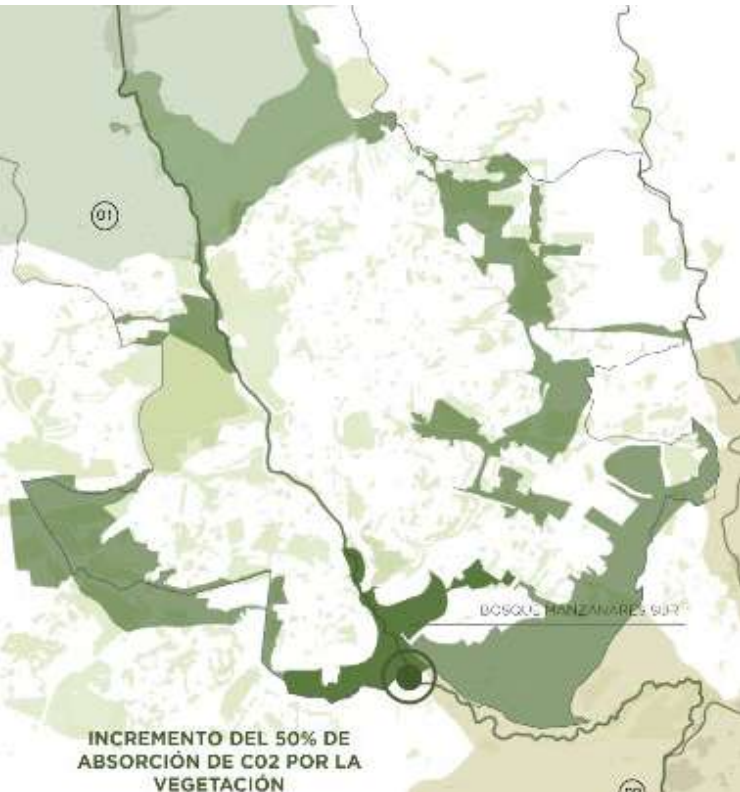 01
BOSQUE MANZANARES SUR
INCREMENTO DEL 50% DE
ABSORCIÓN DE C02 POR LA
VEGETACIÓN